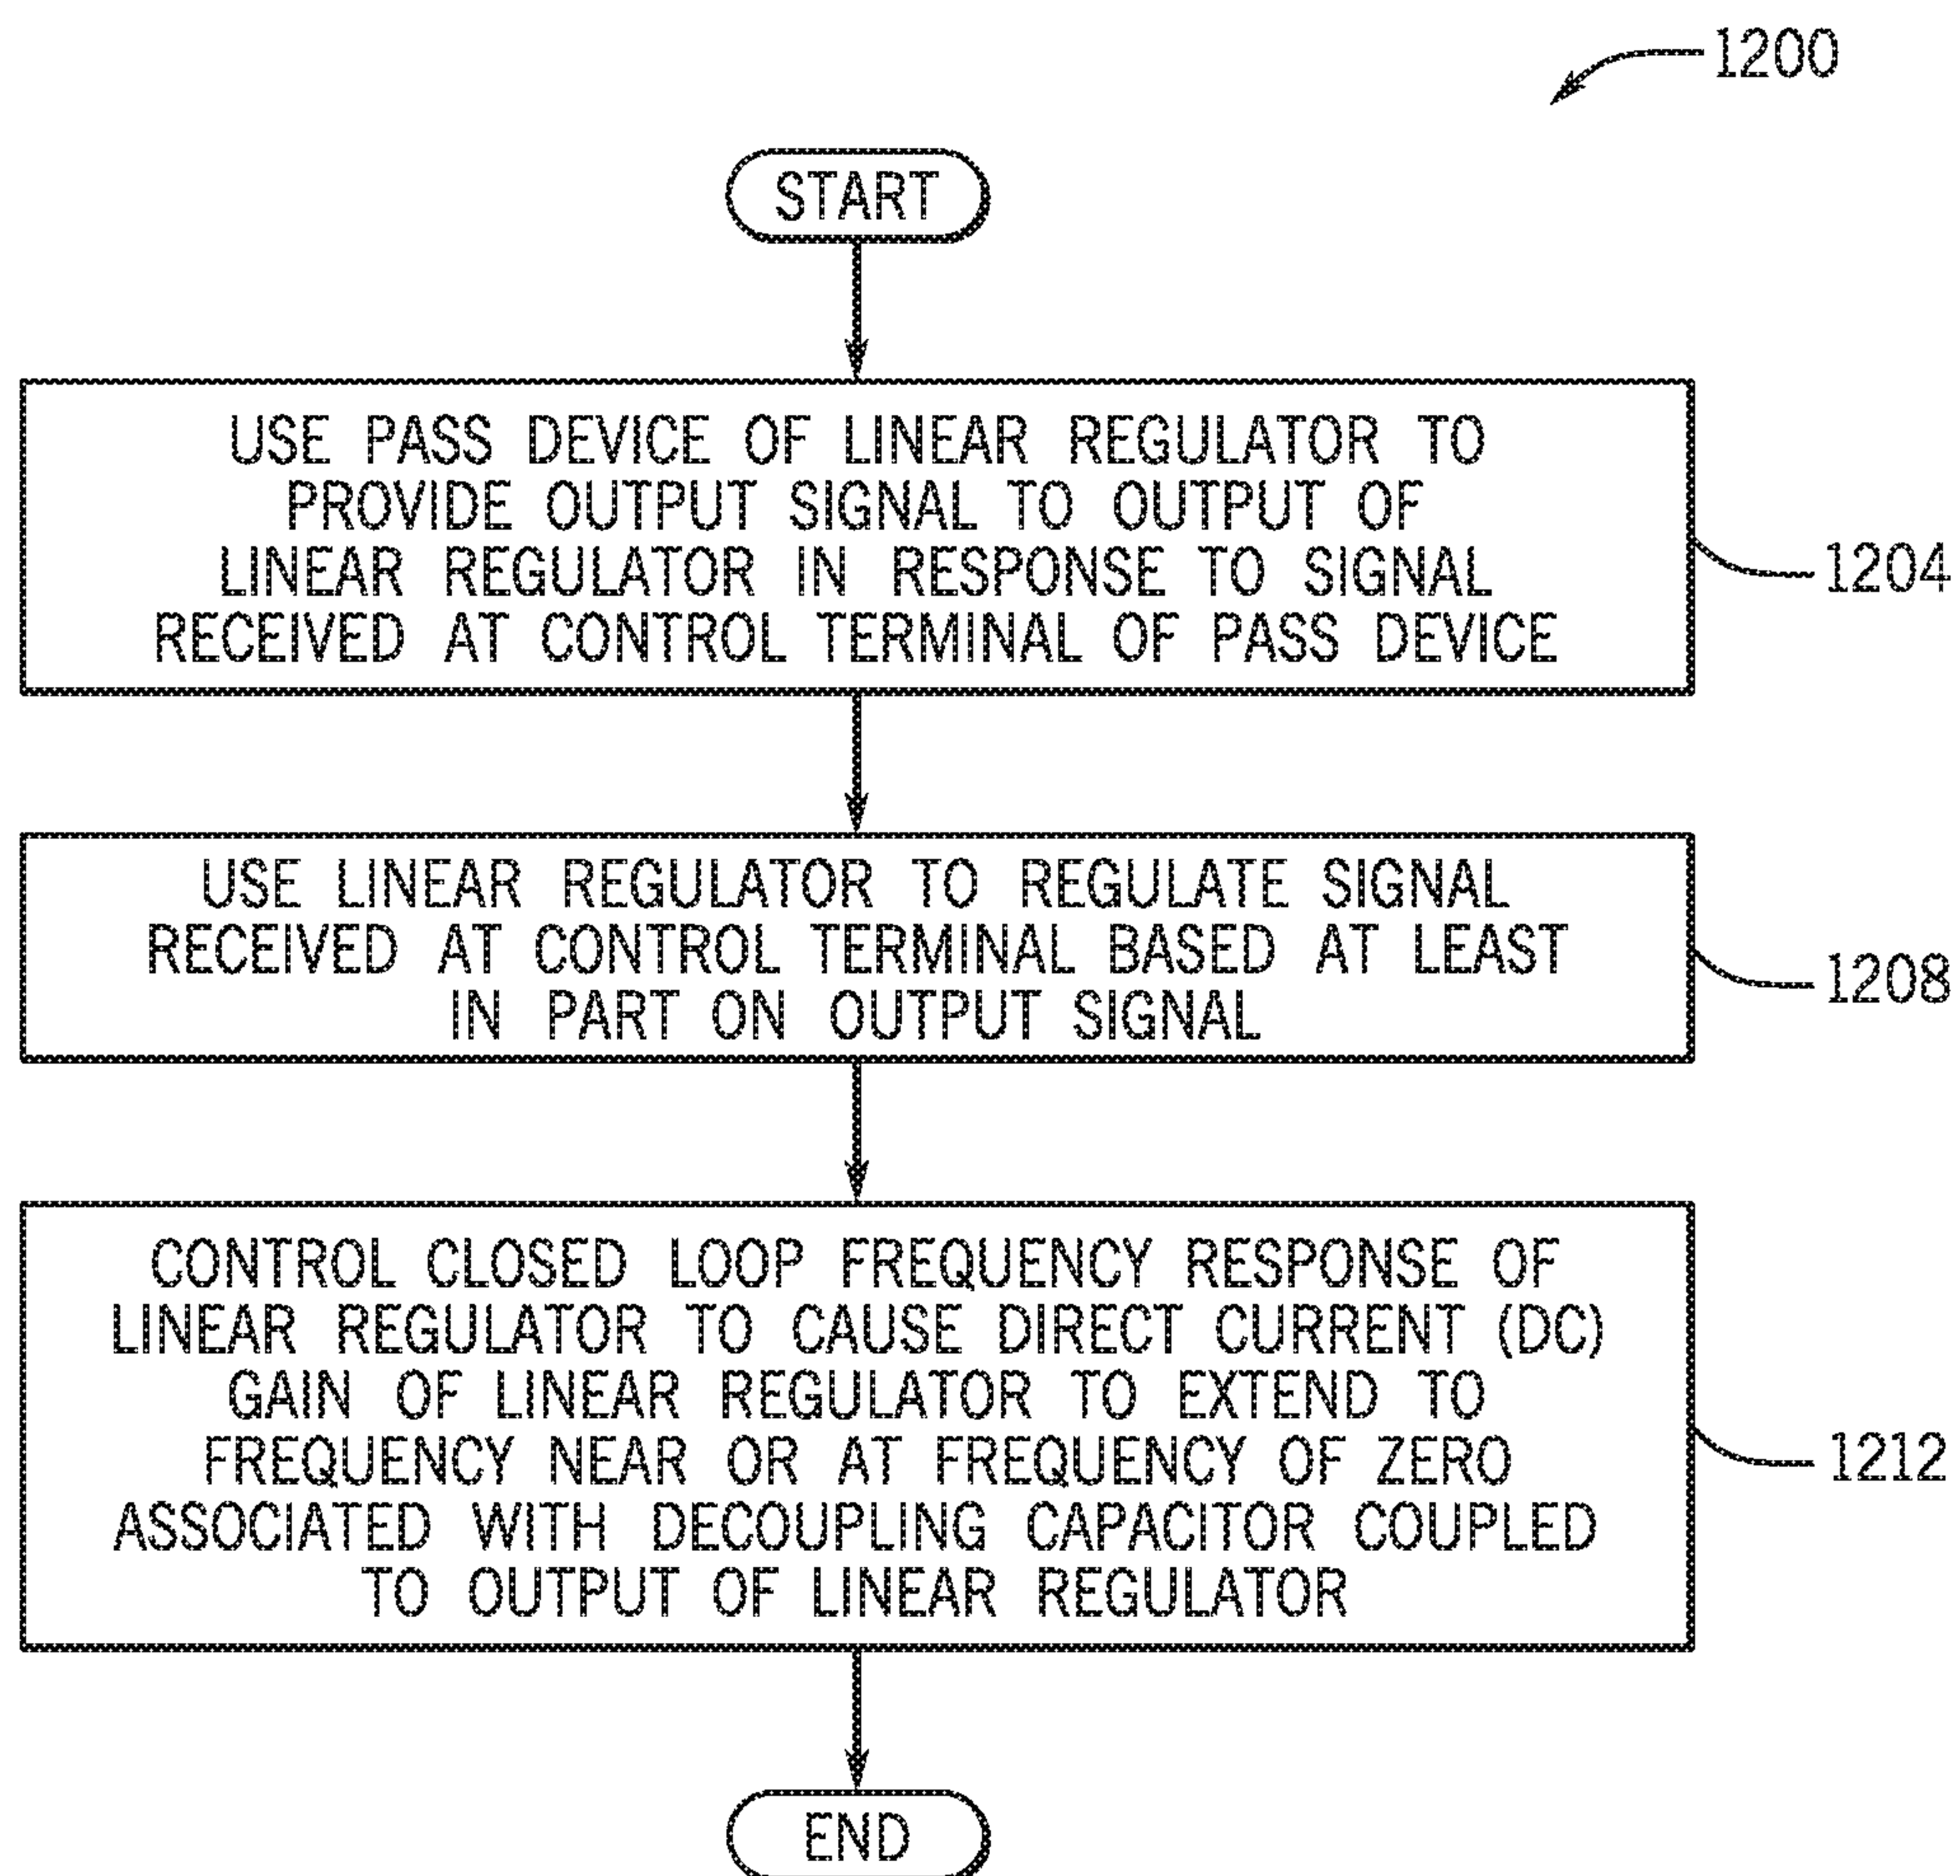 1200
START
USE PASS DEVICE OF LINEAR REGULATOR TO
PROVIDE OUTPUT SIGNAL TO OUTPUT OF
LINEAR REGULATOR IN RESPONSE TO SIGNAL
RECEIVED AT CONTROL TERMINAL OF PASS DEVICE
1204
USE LINEAR REGULATOR TO REGULATE SIGNAL
RECEIVED AT CONTROL TERMINAL BASED AT LEAST
IN PART ON OUTPUT SIGNAL
1208
CONTROL CLOSED LOOP FREQUENCY RESPONSE OF
LINEAR REGULATOR TO CAUSE DIRECT CURRENT (DC)
GAIN OF LINEAR REGULATOR TO EXTEND TO
FREQUENCY NEAR OR AT FREQUENCY OF ZERO
ASSOCIATED WITH DECOUPLING CAPACITOR COUPLED
TO OUTPUT OF LINEAR REGULATOR
1212
END